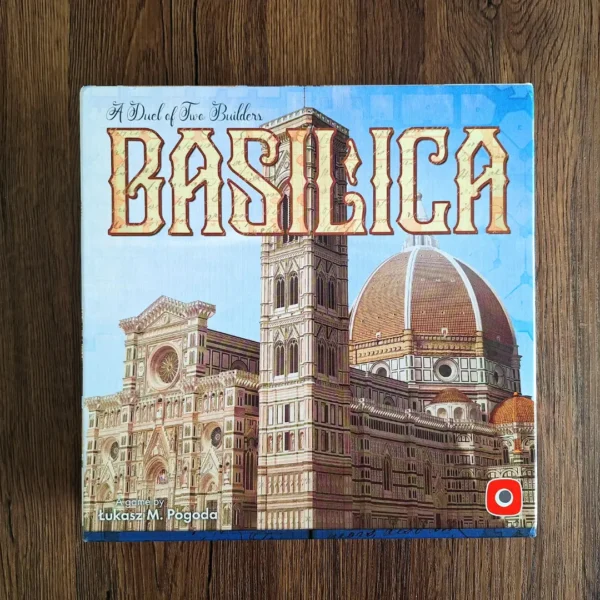 A Duel of Two Builders
BASILICA
A game by
Łukasz M. Pogoda